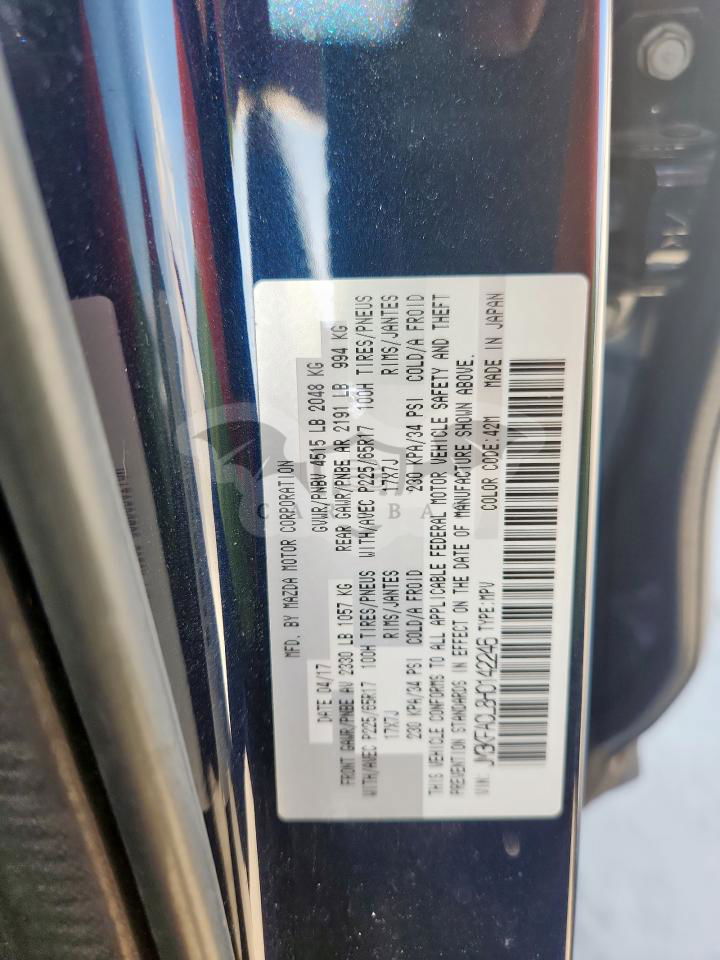 MFD. BY MAZDA MOTOR CORPORATION
DATE 04/17 GVWR/PNBV 4515 LB 2048 KG
FRONT GAWR/PNBE AV 2330 LB 1057 KG REAR GAWR/PNBE AR 2191 LB 994 KG
WITH/AVEC P225/65R17 100H TIRES/PNEUS WITH/AVEC P225/65R17 100H TIRES/PNEUS
17X7J RIMS/JANTES 17X7J RIMS/JANTES
230 KPA/34 PSI COLD/A FROID 230 KPA/34 PSI COLD/A FROID
THIS VEHICLE CONFORMS TO ALL APPLICABLE FEDERAL MOTOR VEHICLE SAFETY AND THEFT
PREVENTION STANDARDS IN EFFECT ON THE DATE OF MANUFACTURE SHOWN ABOVE.
VIN: JM3KFACL8H0142246 TYPE:MPV COLOR CODE:42M MADE IN JAPAN